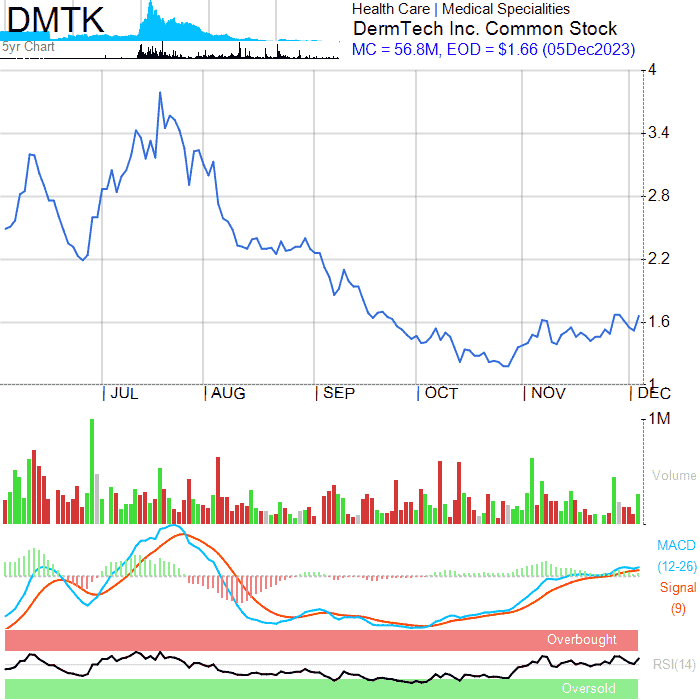 DMTK
5yr Chart
Health Care | Medical Specialities
DermTech Inc. Common Stock
MC = 56.8M, EOD = $1.66 (05Dec2023)
4
3.4
2.8
2.2
1.6
1
JUL
AUG
SEP
OCT
NOV
DEC
1M
Volume
MACD
(12-26)
Signal
(9)
Overbought
RSI(14)
Oversold